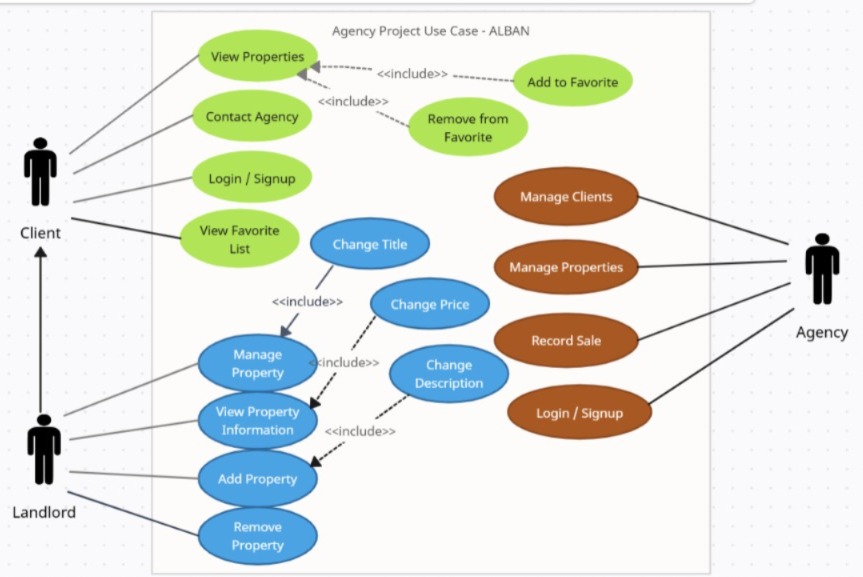 Agency Project Use Case - ALBAN
View Properties
<<include>>
Add to Favorite
<<include>>
Contact Agency
Remove from
Favorite
Login / Signup
Manage Clients
Client
View Favorite
List
Change Title
Manage Properties
<<include>>
Change Price
Agency
Record Sale
Manage
Property
<<include>>
Change
Description
View Property
Information
Login / Signup
<<include>>
Add Property
Landlord
Remove
Property